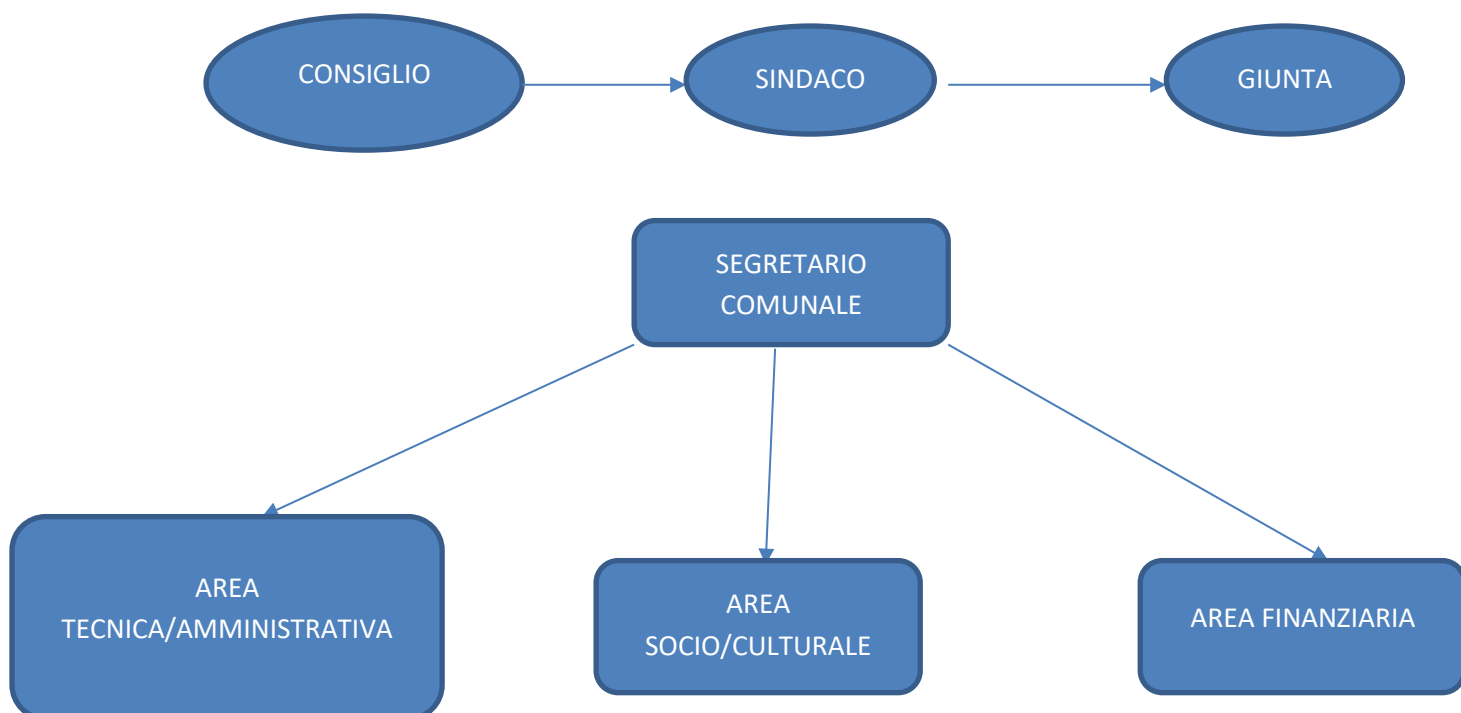 CONSIGLIO
SINDACO
GIUNTA
SEGRETARIO
COMUNALE
AREA
TECNICA/AMMINISTRATIVA
AREA
SOCIO/CULTURALE
AREA FINANZIARIA